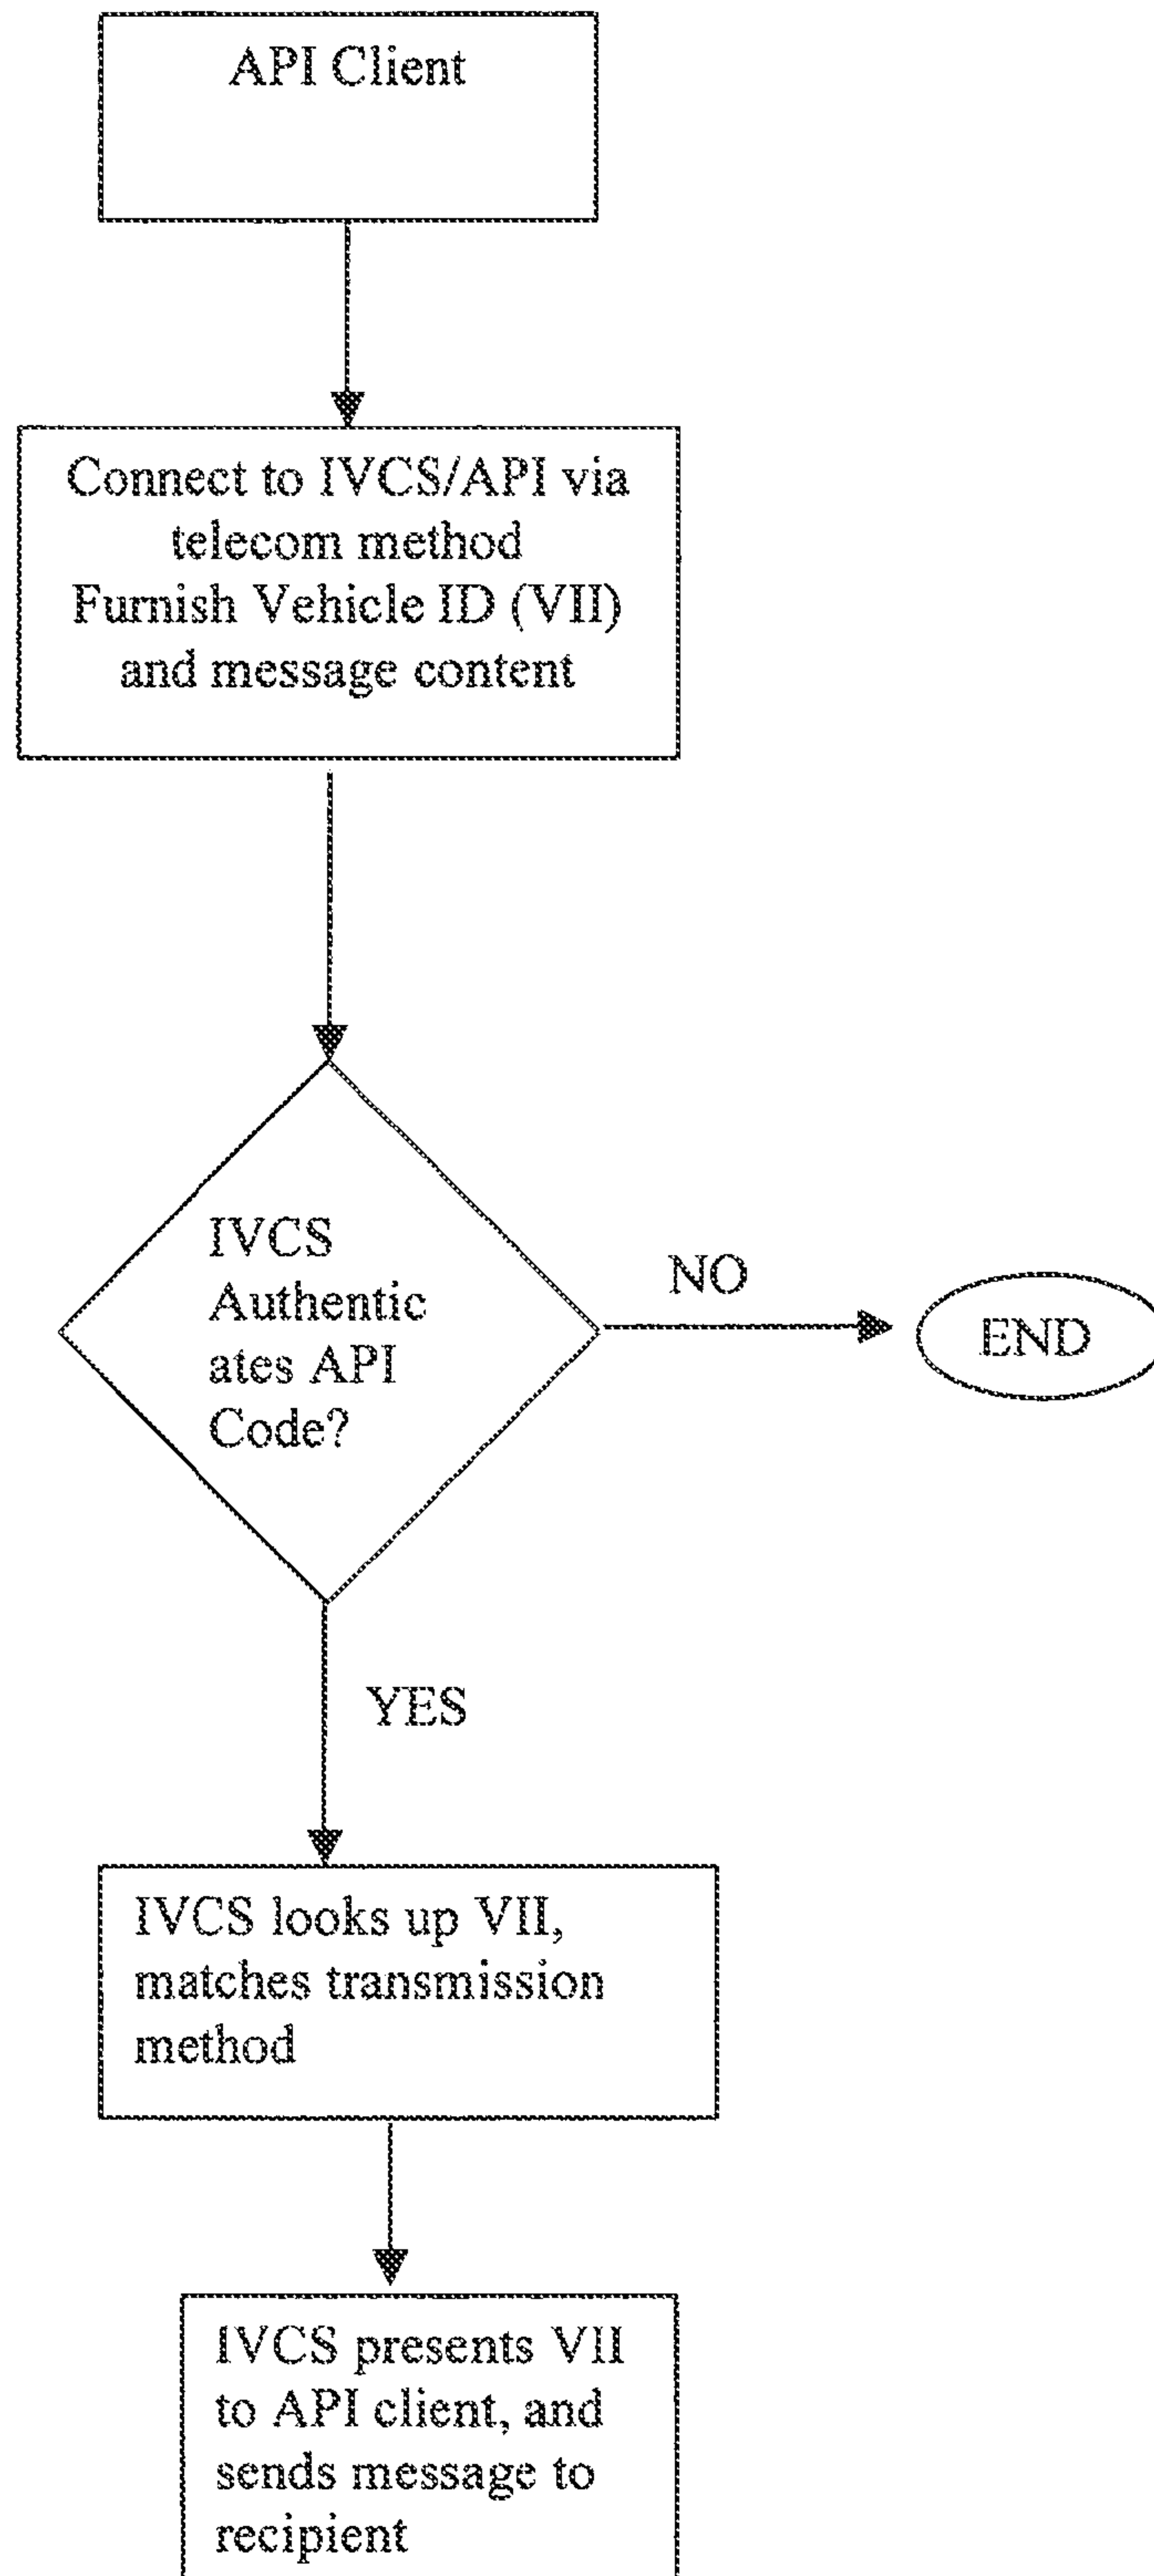 API Client
Connect to IVCS/API via
telecom method
Furnish Vehicle ID (VII)
and message content
IVCS
Authentic
ates API
Code?
NO
END
YES
IVCS looks up VII,
matches transmission
method
IVCS presents VII
to API client, and
sends message to
recipient